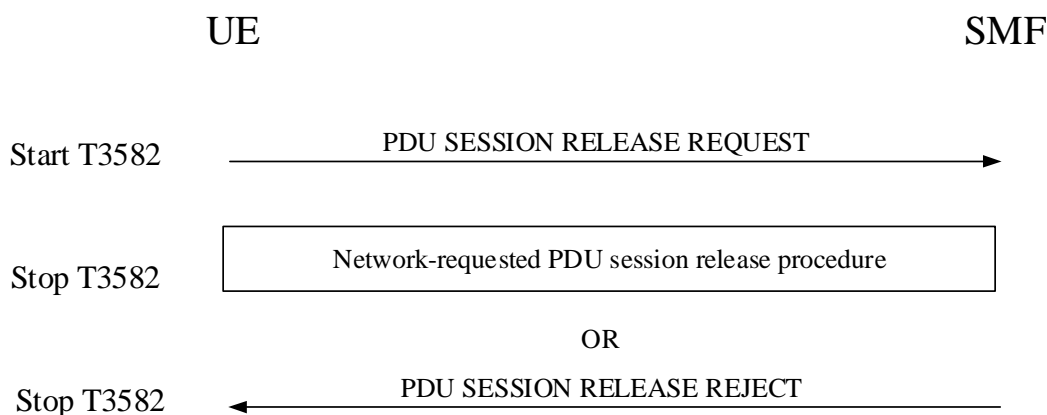 UE SMF
Start T3582 PDU SESSION RELEASE REQUEST
Stop T3582 Network-requested PDU session release procedure
OR
Stop T3582 PDU SESSION RELEASE REJECT